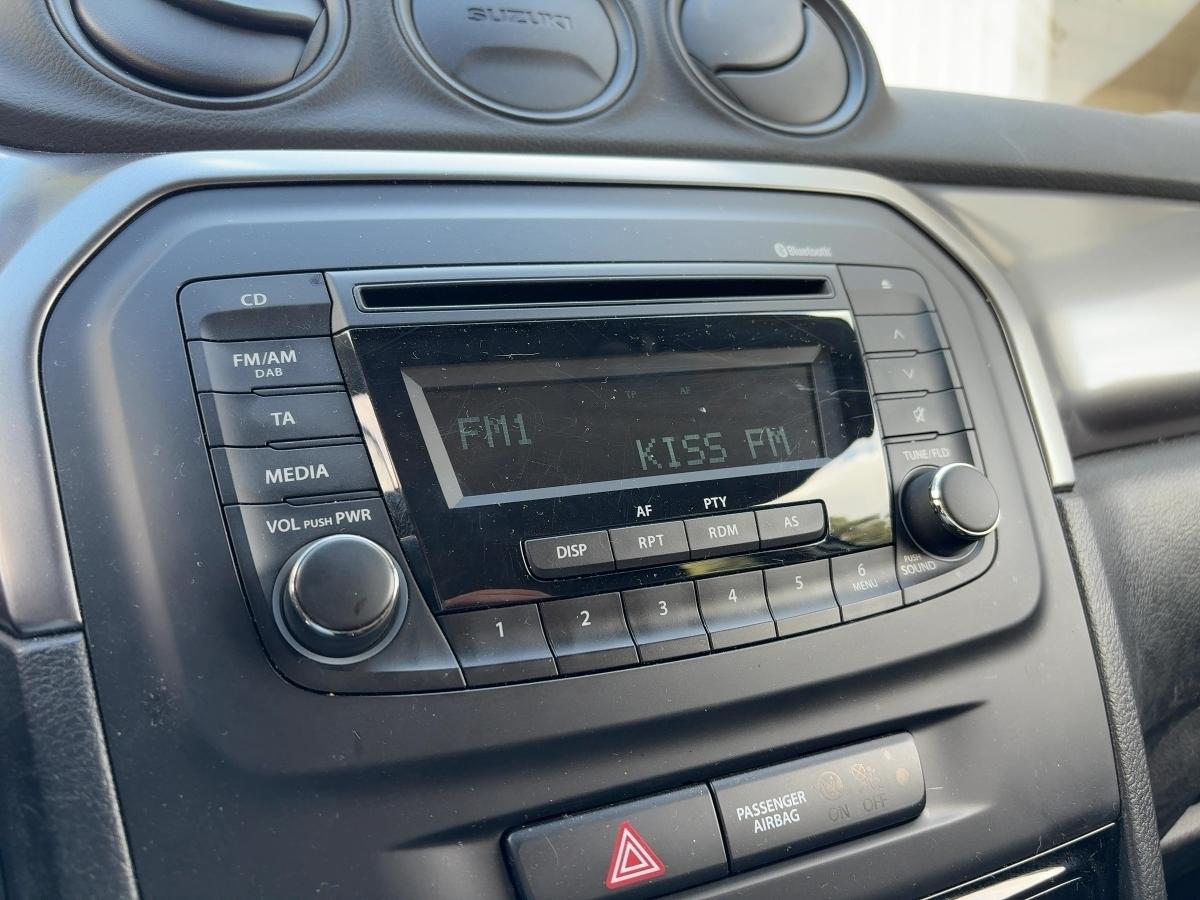 SUZUKI
Bluetooth
CD
FM/AM
DAB
TA
MEDIA
VOL PUSH PWR
TP AF
FM1
KISS FM
AF PTY
DISP RPT RDM AS
1 2 3 4 5 6
MENU
TUNE/FLD
PUSH
SOUND
PASSENGER
AIRBAG
ON OFF